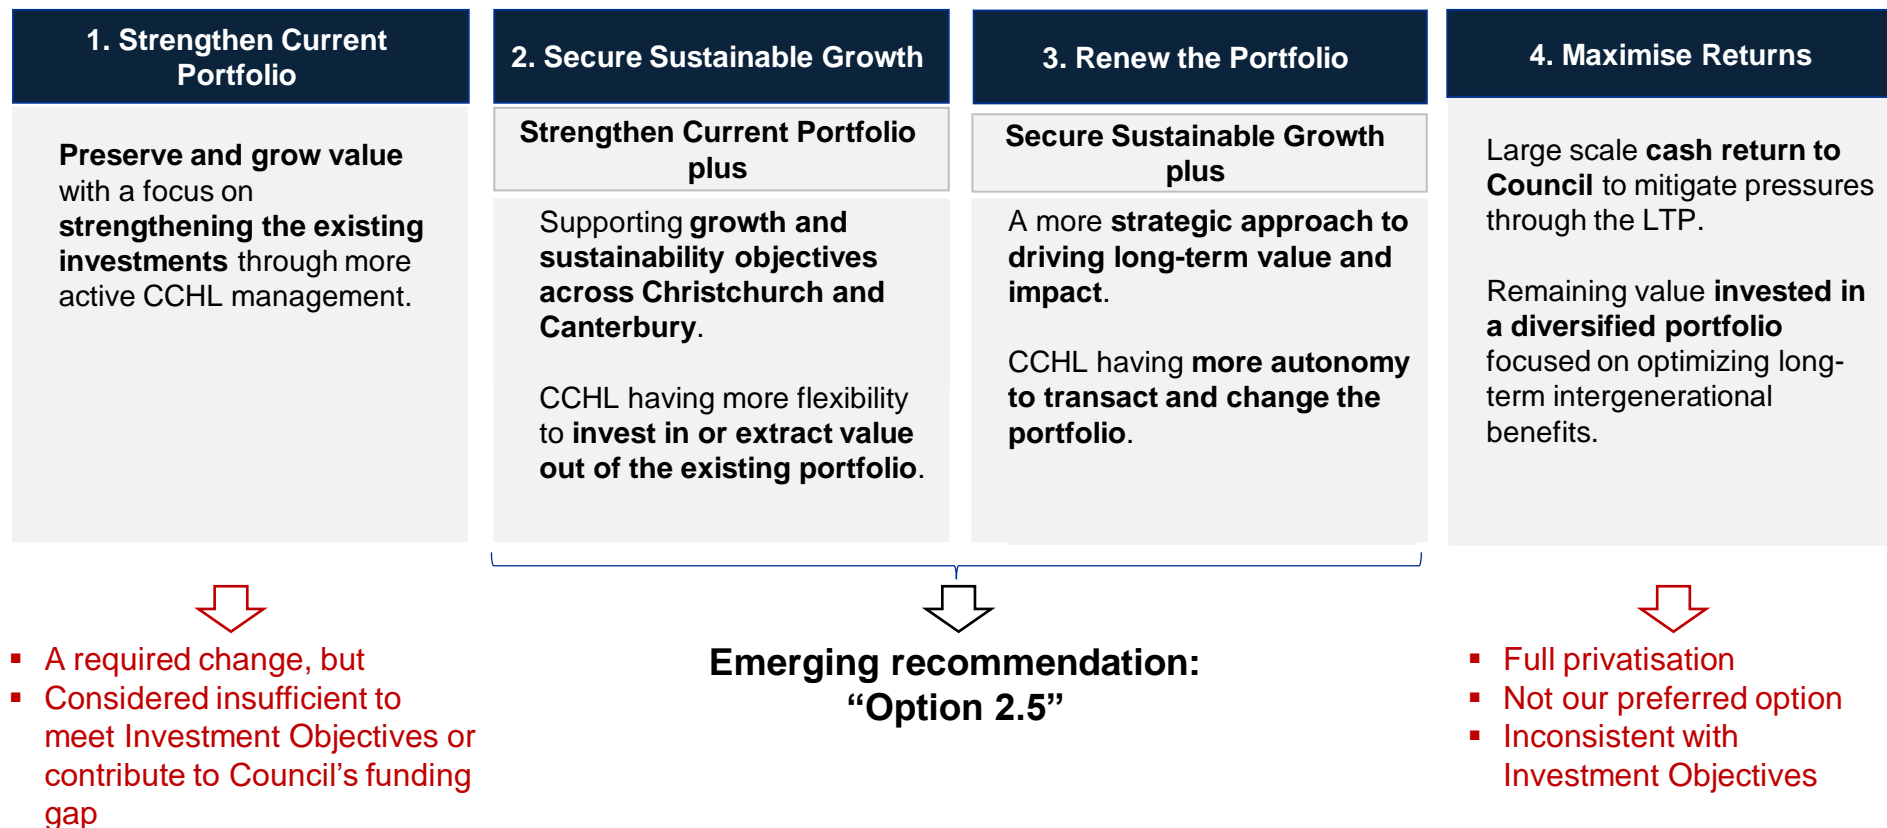 1. Strengthen Current
Portfolio
Preserve and grow value
with a focus on
strengthening the existing
investments through more
active CCHL management.
▪ A required change, but
▪ Considered insufficient to
meet Investment Objectives or
contribute to Council’s funding
gap
2. Secure Sustainable Growth
Strengthen Current Portfolio
plus
Supporting growth and
sustainability objectives
across Christchurch and
Canterbury.
CCHL having more flexibility
to invest in or extract value
out of the existing portfolio.
3. Renew the Portfolio
Secure Sustainable Growth
plus
A more strategic approach to
driving long-term value and
impact.
CCHL having more autonomy
to transact and change the
portfolio.
Emerging recommendation:
“Option 2.5”
4. Maximise Returns
Large scale cash return to
Council to mitigate pressures
through the LTP.
Remaining value invested in
a diversified portfolio
focused on optimizing long-
term intergenerational
benefits.
▪ Full privatisation
▪ Not our preferred option
▪ Inconsistent with
Investment Objectives